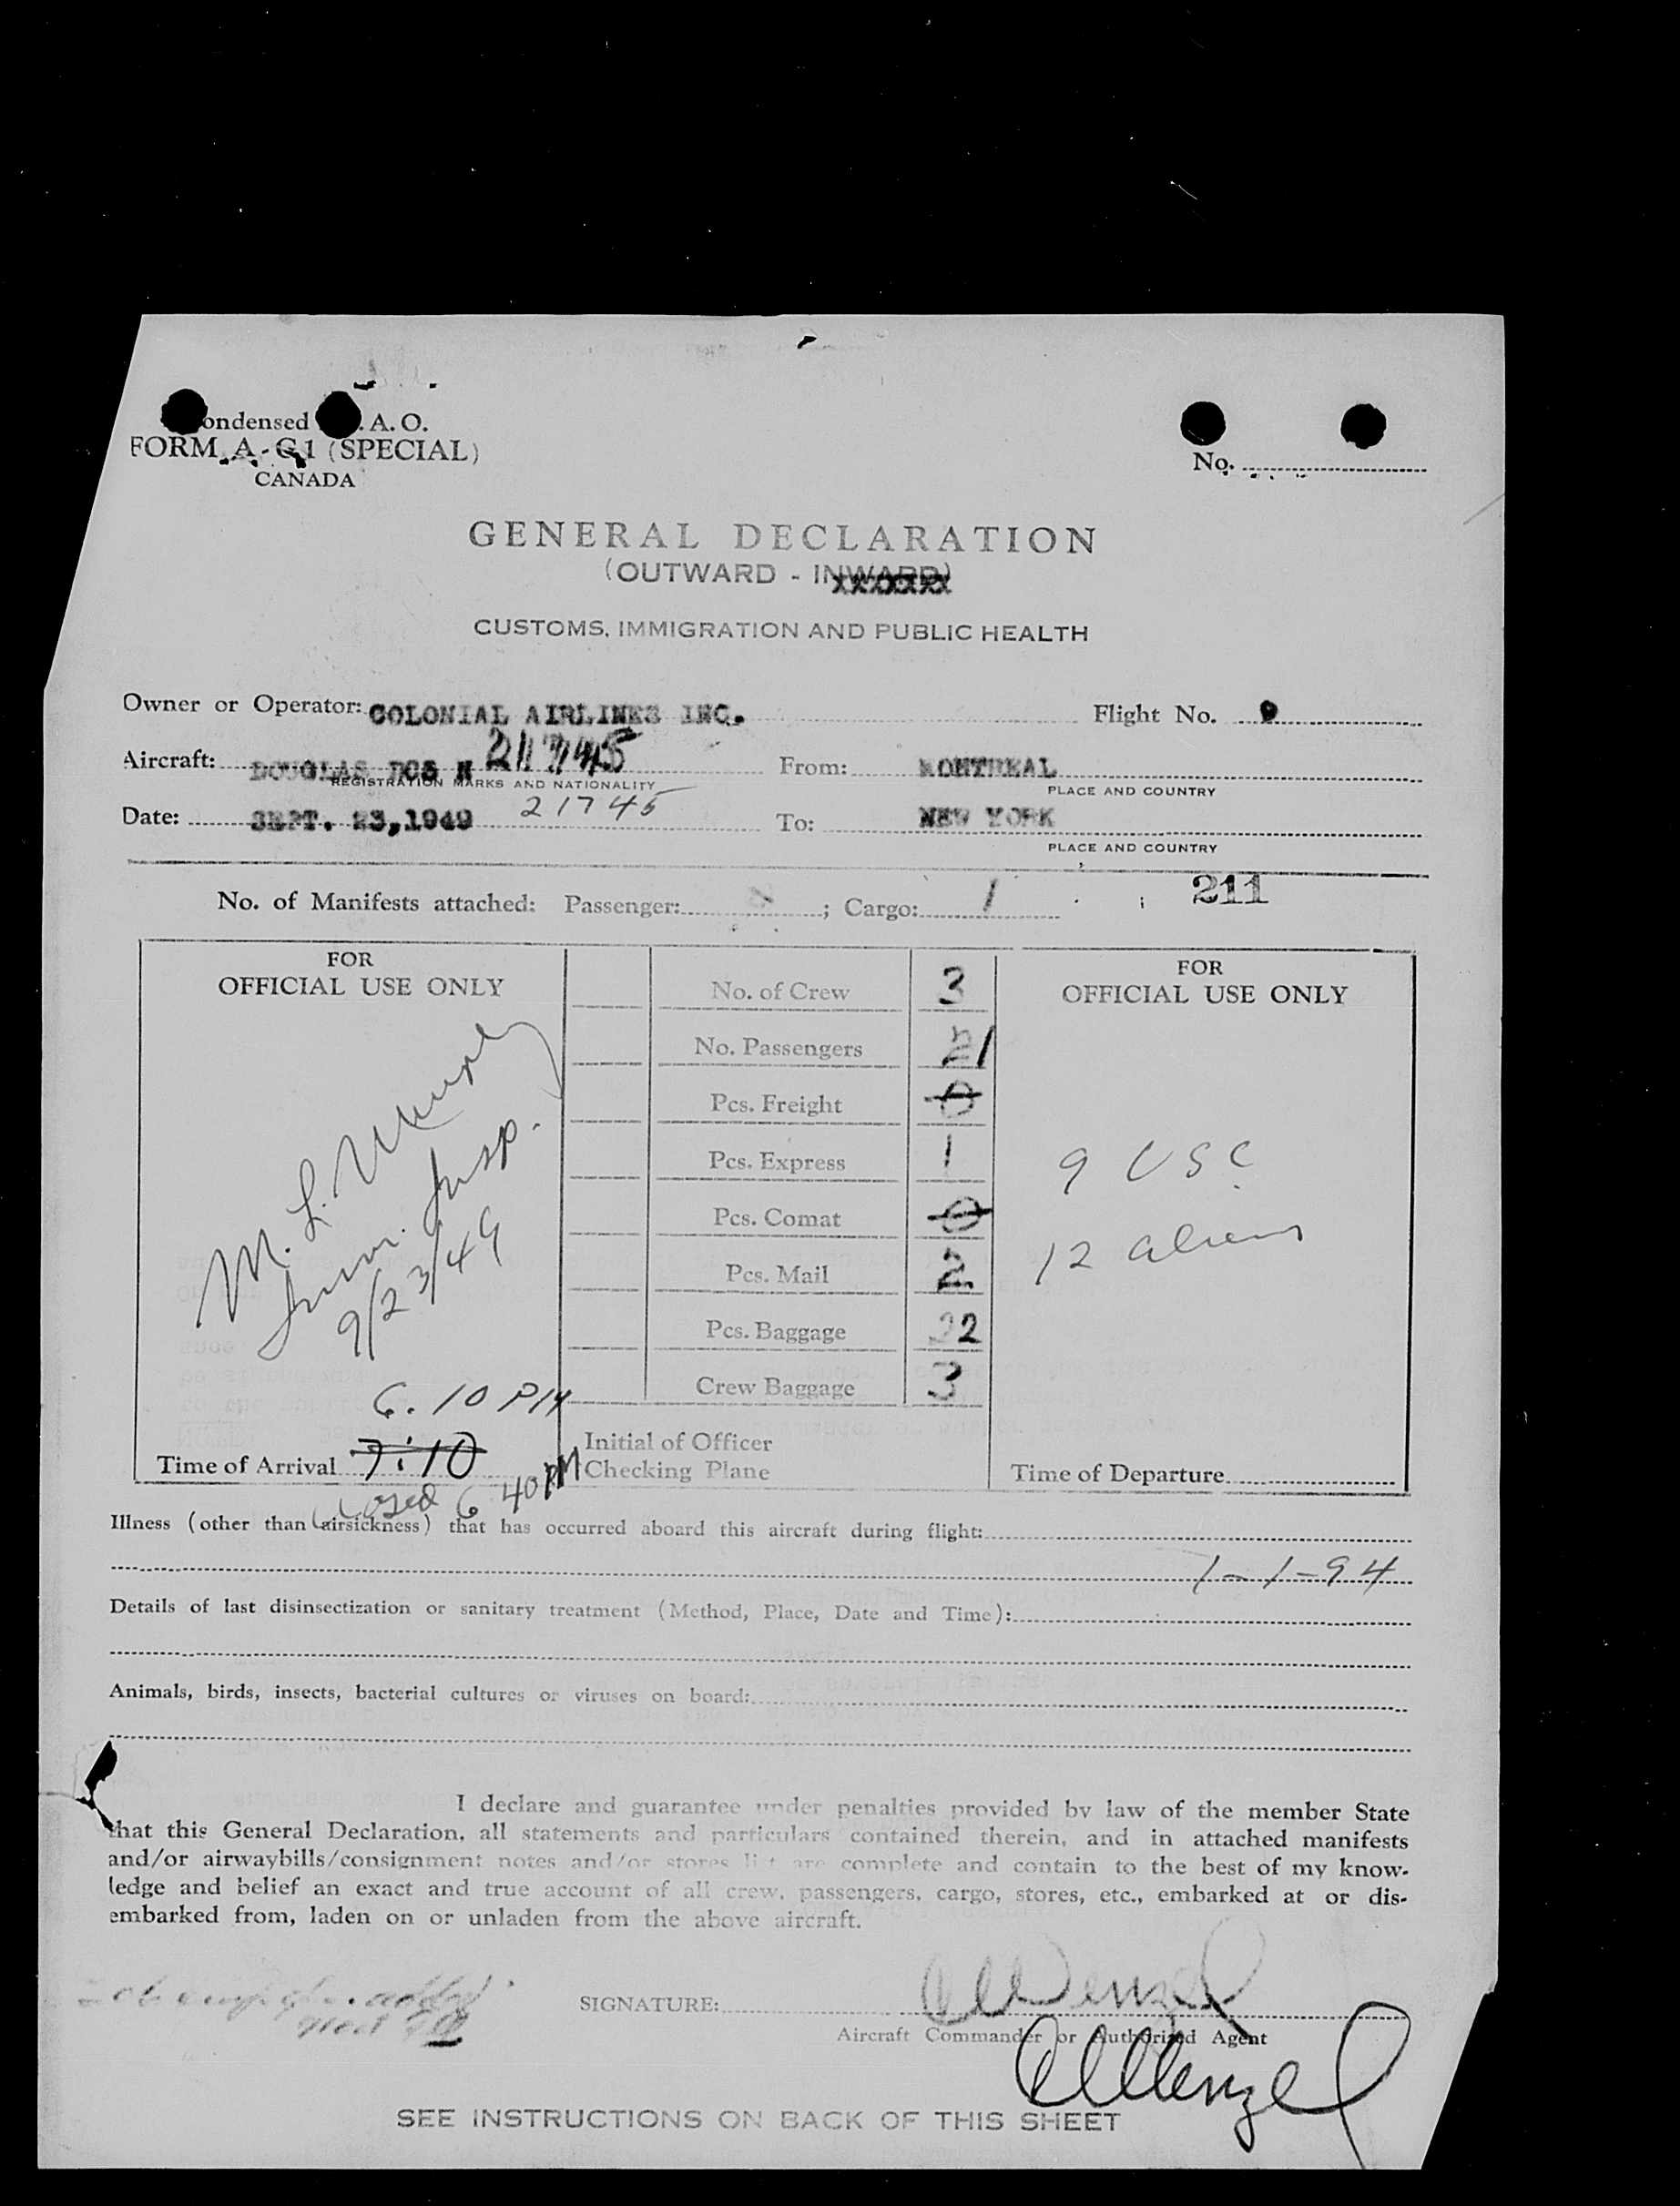 ondensed .A.O.
FORM A-G1 (SPECIAL)
CANADA
No.
GENERAL DECLARATION
(OUTWARD - INWARD)
CUSTOMS, IMMIGRATION AND PUBLIC HEALTH
Owner or Operator: COLONIAL AIRLINES INC. Flight No.
Aircraft: DOUGLAS DC3 N 21745 From: MONTREAL
REGISTRATION MARKS AND NATIONALITY PLACE AND COUNTRY
Date: SEPT. 23,1949 21745 To: NEW YORK
PLACE AND COUNTRY
No. of Manifests attached: Passenger: ; Cargo: 1 ; 211
FOR
OFFICIAL USE ONLY
M. L. Murphy
Imm. Insp.
9/23/49
6.10 PM
Time of Arrival 7:10
Closed 6 40 PM
No. of Crew 3
No. Passengers 21
Pcs. Freight 0
Pcs. Express 1
Pcs. Comat 0
Pcs. Mail 2
Pcs. Baggage 22
Crew Baggage 3
Initial of Officer
Checking Plane
FOR
OFFICIAL USE ONLY
9 USC
12 aliens
Time of Departure
Illness (other than airsickness) that has occurred aboard this aircraft during flight:
1-1-94
Details of last disinsectization or sanitary treatment (Method, Place, Date and Time):
Animals, birds, insects, bacterial cultures or viruses on board:
I declare and guarantee under penalties provided by law of the member State
that this General Declaration, all statements and particulars contained therein, and in attached manifests
and/or airwaybills/consignment notes and/or stores list are complete and contain to the best of my know-
ledge and belief an exact and true account of all crew, passengers, cargo, stores, etc., embarked at or dis-
embarked from, laden on or unladen from the above aircraft.
SIGNATURE:
Aircraft Commander or Authorized Agent
SEE INSTRUCTIONS ON BACK OF THIS SHEET